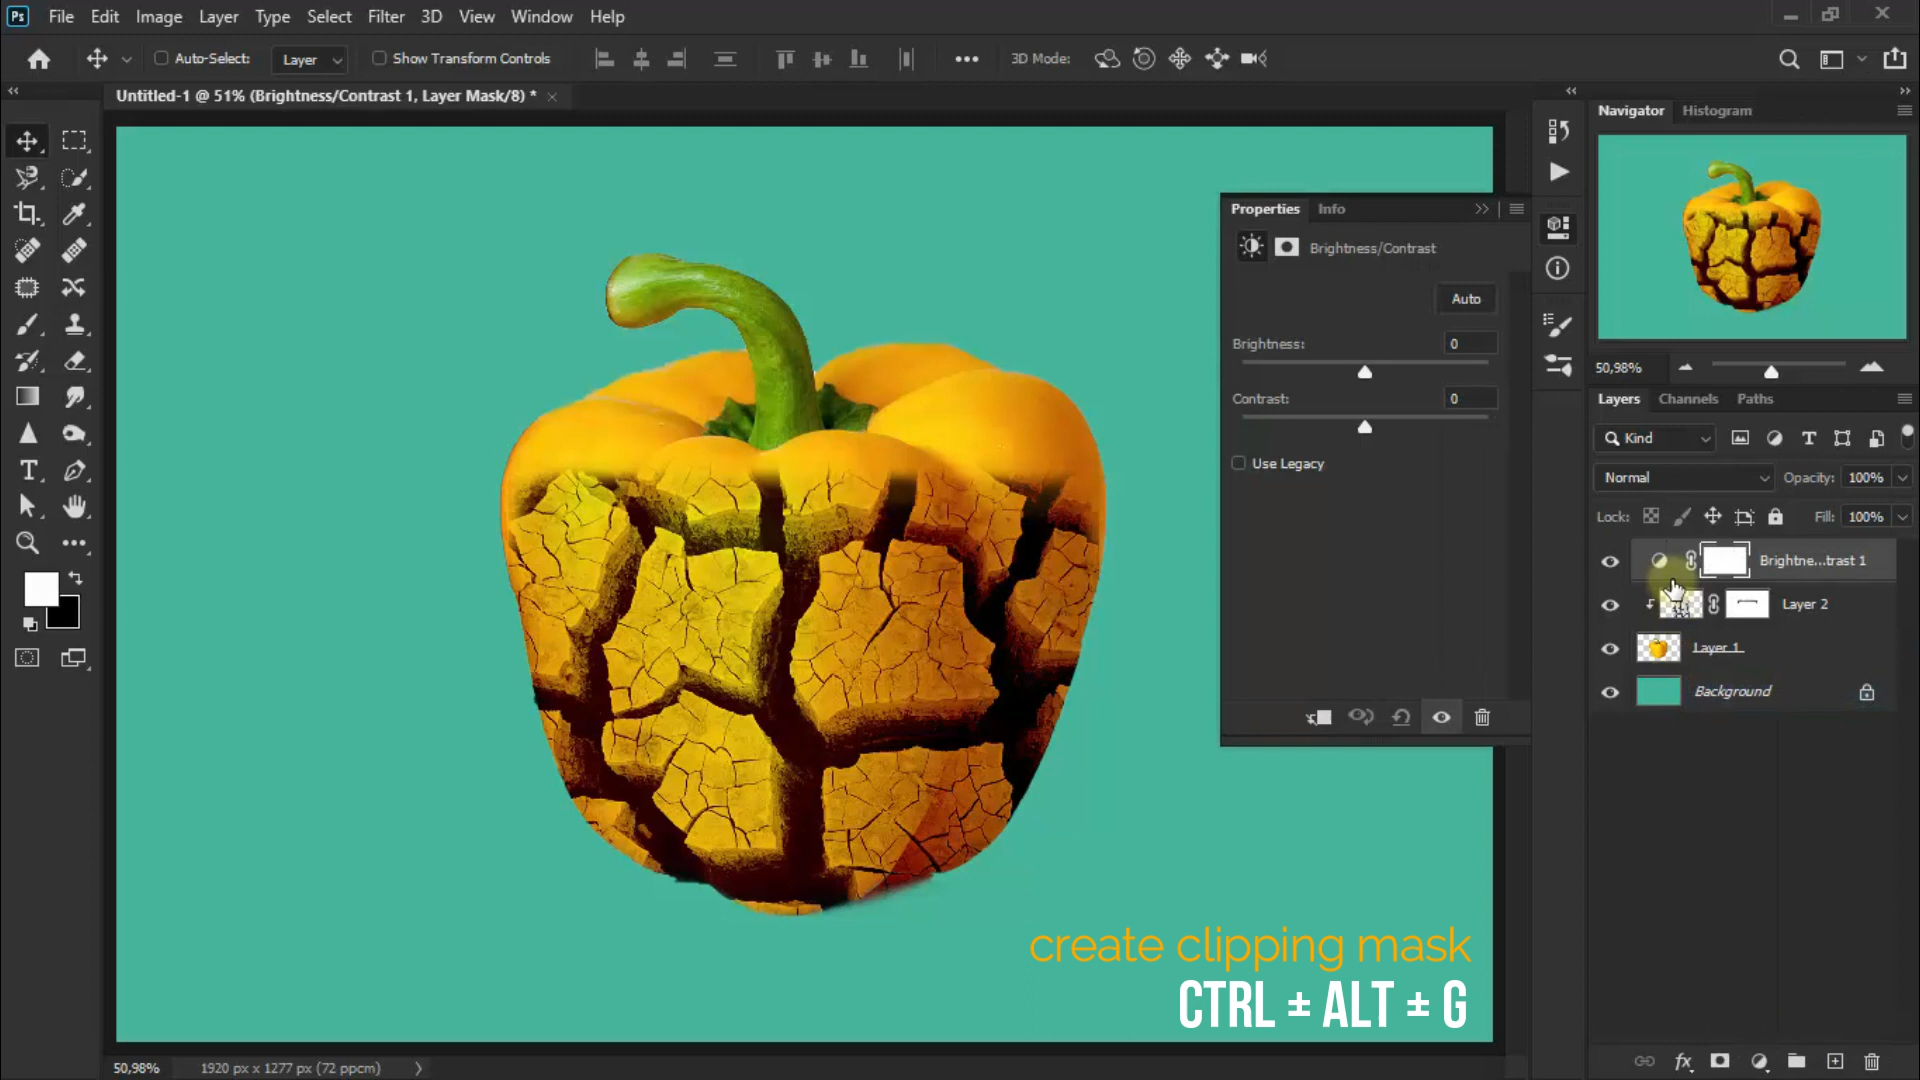 Ps File Edit Image Layer Type Select Filter 3D View Window Help
Auto-Select: Layer Show Transform Controls 3D Mode:
Untitled-1 @ 51% (Brightness/Contrast 1, Layer Mask/8) *
Navigator Histogram
Properties Info
Brightness/Contrast
Auto
Brightness: 0
Contrast: 0
Use Legacy
50,98%
Layers Channels Paths
Kind
Normal Opacity: 100%
Lock: Fill: 100%
Brightne...trast 1
Layer 2
Layer 1
Background
create clipping mask
CTRL ± ALT ± G
50,98% 1920 px x 1277 px (72 ppcm)